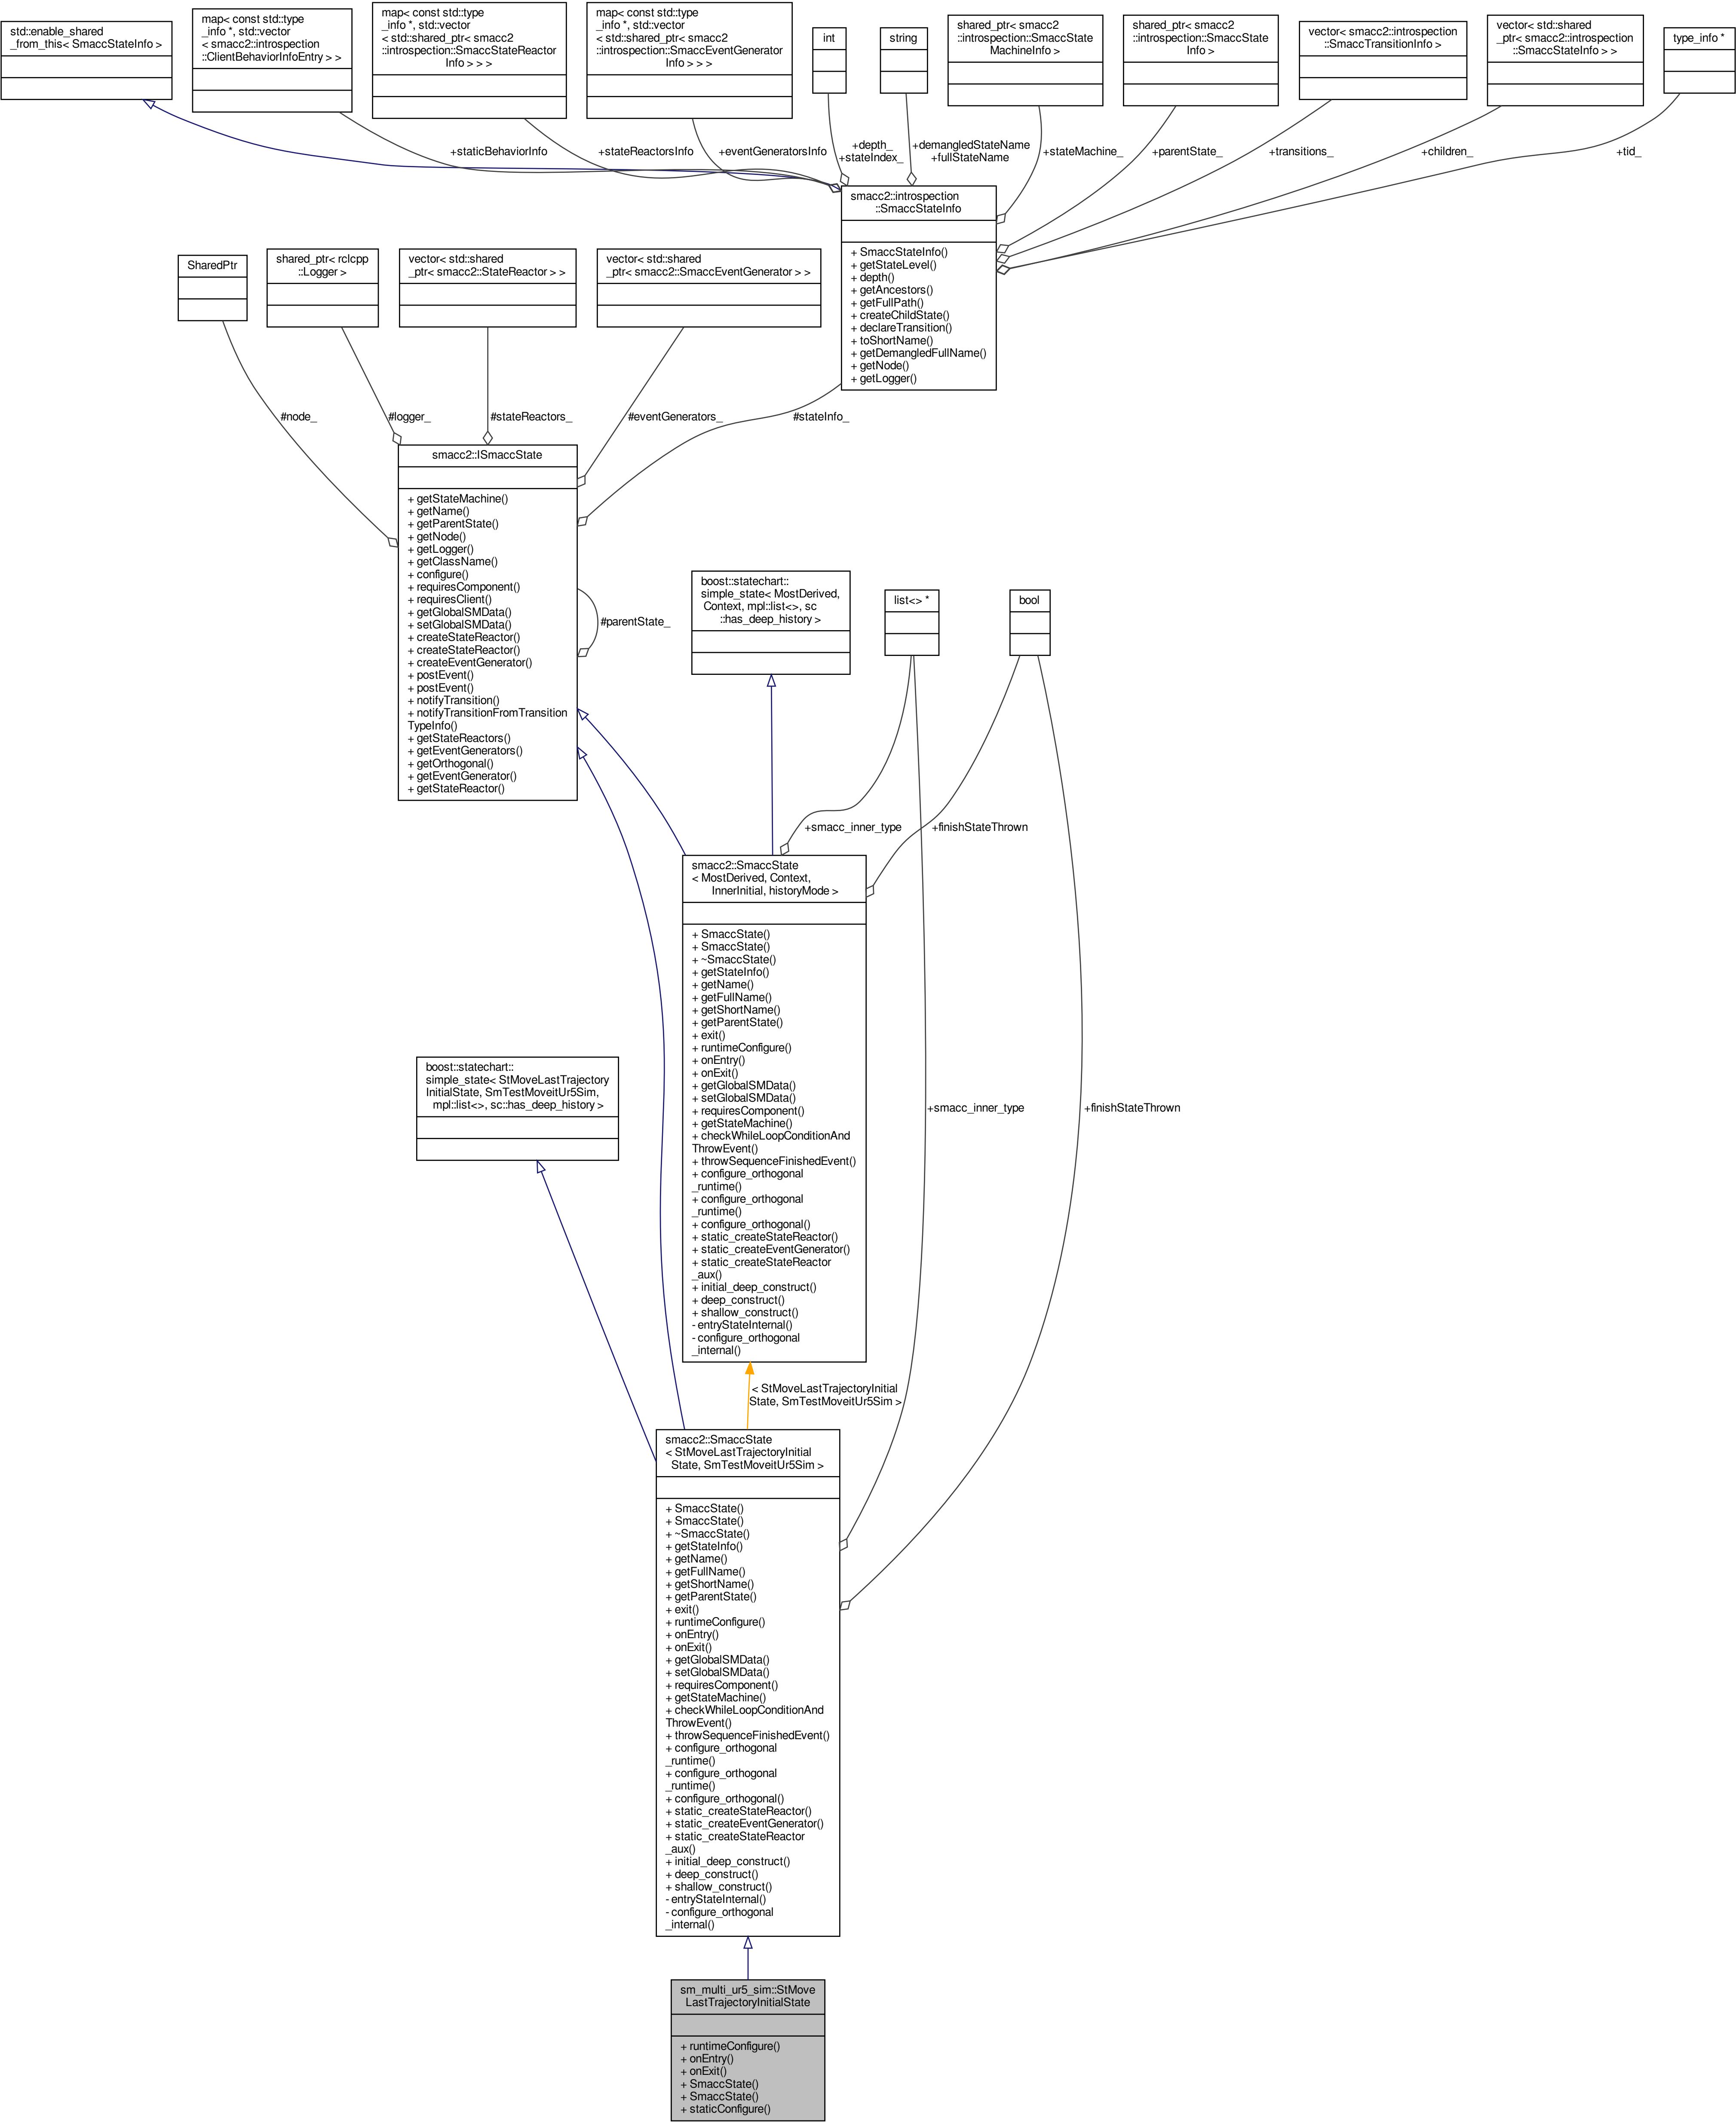 std::enable_shared
_from_this< SmaccStateInfo >
map< const std::type
_info *, std::vector
< smacc2::introspection
::ClientBehaviorInfoEntry > >
map< const std::type
_info *, std::vector
< std::shared_ptr< smacc2
::introspection::SmaccStateReactor
Info > > >
map< const std::type
_info *, std::vector
< std::shared_ptr< smacc2
::introspection::SmaccEventGenerator
Info > > >
int
string
shared_ptr< smacc2
::introspection::SmaccState
MachineInfo >
shared_ptr< smacc2
::introspection::SmaccState
Info >
vector< smacc2::introspection
::SmaccTransitionInfo >
vector< std::shared
_ptr< smacc2::introspection
::SmaccStateInfo > >
type_info *
+staticBehaviorInfo
+stateReactorsInfo
+eventGeneratorsInfo
+depth_
+stateIndex_
+demangledStateName
+fullStateName
+stateMachine_
+parentState_
+transitions_
+children_
+tid_
smacc2::introspection
::SmaccStateInfo
+ SmaccStateInfo()
+ getStateLevel()
+ depth()
+ getAncestors()
+ getFullPath()
+ createChildState()
+ declareTransition()
+ toShortName()
+ getDemangledFullName()
+ getNode()
+ getLogger()
SharedPtr
shared_ptr< rclcpp
::Logger >
vector< std::shared
_ptr< smacc2::StateReactor > >
vector< std::shared
_ptr< smacc2::SmaccEventGenerator > >
#node_
#logger_
#stateReactors_
#eventGenerators_
#stateInfo_
smacc2::ISmaccState
+ getStateMachine()
+ getName()
+ getParentState()
+ getNode()
+ getLogger()
+ getClassName()
+ configure()
+ requiresComponent()
+ requiresClient()
+ getGlobalSMData()
+ setGlobalSMData()
+ createStateReactor()
+ createStateReactor()
+ createEventGenerator()
+ postEvent()
+ postEvent()
+ notifyTransition()
+ notifyTransitionFromTransition
TypeInfo()
+ getStateReactors()
+ getEventGenerators()
+ getOrthogonal()
+ getEventGenerator()
+ getStateReactor()
#parentState_
boost::statechart::
simple_state< MostDerived,
Context, mpl::list<>, sc
::has_deep_history >
list<> *
bool
+smacc_inner_type
+finishStateThrown
smacc2::SmaccState
< MostDerived, Context,
InnerInitial, historyMode >
+ SmaccState()
+ SmaccState()
+ ~SmaccState()
+ getStateInfo()
+ getName()
+ getFullName()
+ getShortName()
+ getParentState()
+ exit()
+ runtimeConfigure()
+ onEntry()
+ onExit()
+ getGlobalSMData()
+ setGlobalSMData()
+ requiresComponent()
+ getStateMachine()
+ checkWhileLoopConditionAnd
ThrowEvent()
+ throwSequenceFinishedEvent()
+ configure_orthogonal
_runtime()
+ configure_orthogonal
_runtime()
+ configure_orthogonal()
+ static_createStateReactor()
+ static_createEventGenerator()
+ static_createStateReactor
_aux()
+ initial_deep_construct()
+ deep_construct()
+ shallow_construct()
- entryStateInternal()
- configure_orthogonal
_internal()
boost::statechart::
simple_state< StMoveLastTrajectory
InitialState, SmTestMoveitUr5Sim,
mpl::list<>, sc::has_deep_history >
+smacc_inner_type
+finishStateThrown
< StMoveLastTrajectoryInitial
State, SmTestMoveitUr5Sim >
smacc2::SmaccState
< StMoveLastTrajectoryInitial
State, SmTestMoveitUr5Sim >
+ SmaccState()
+ SmaccState()
+ ~SmaccState()
+ getStateInfo()
+ getName()
+ getFullName()
+ getShortName()
+ getParentState()
+ exit()
+ runtimeConfigure()
+ onEntry()
+ onExit()
+ getGlobalSMData()
+ setGlobalSMData()
+ requiresComponent()
+ getStateMachine()
+ checkWhileLoopConditionAnd
ThrowEvent()
+ throwSequenceFinishedEvent()
+ configure_orthogonal
_runtime()
+ configure_orthogonal
_runtime()
+ configure_orthogonal()
+ static_createStateReactor()
+ static_createEventGenerator()
+ static_createStateReactor
_aux()
+ initial_deep_construct()
+ deep_construct()
+ shallow_construct()
- entryStateInternal()
- configure_orthogonal
_internal()
sm_multi_ur5_sim::StMove
LastTrajectoryInitialState
+ runtimeConfigure()
+ onEntry()
+ onExit()
+ SmaccState()
+ SmaccState()
+ staticConfigure()